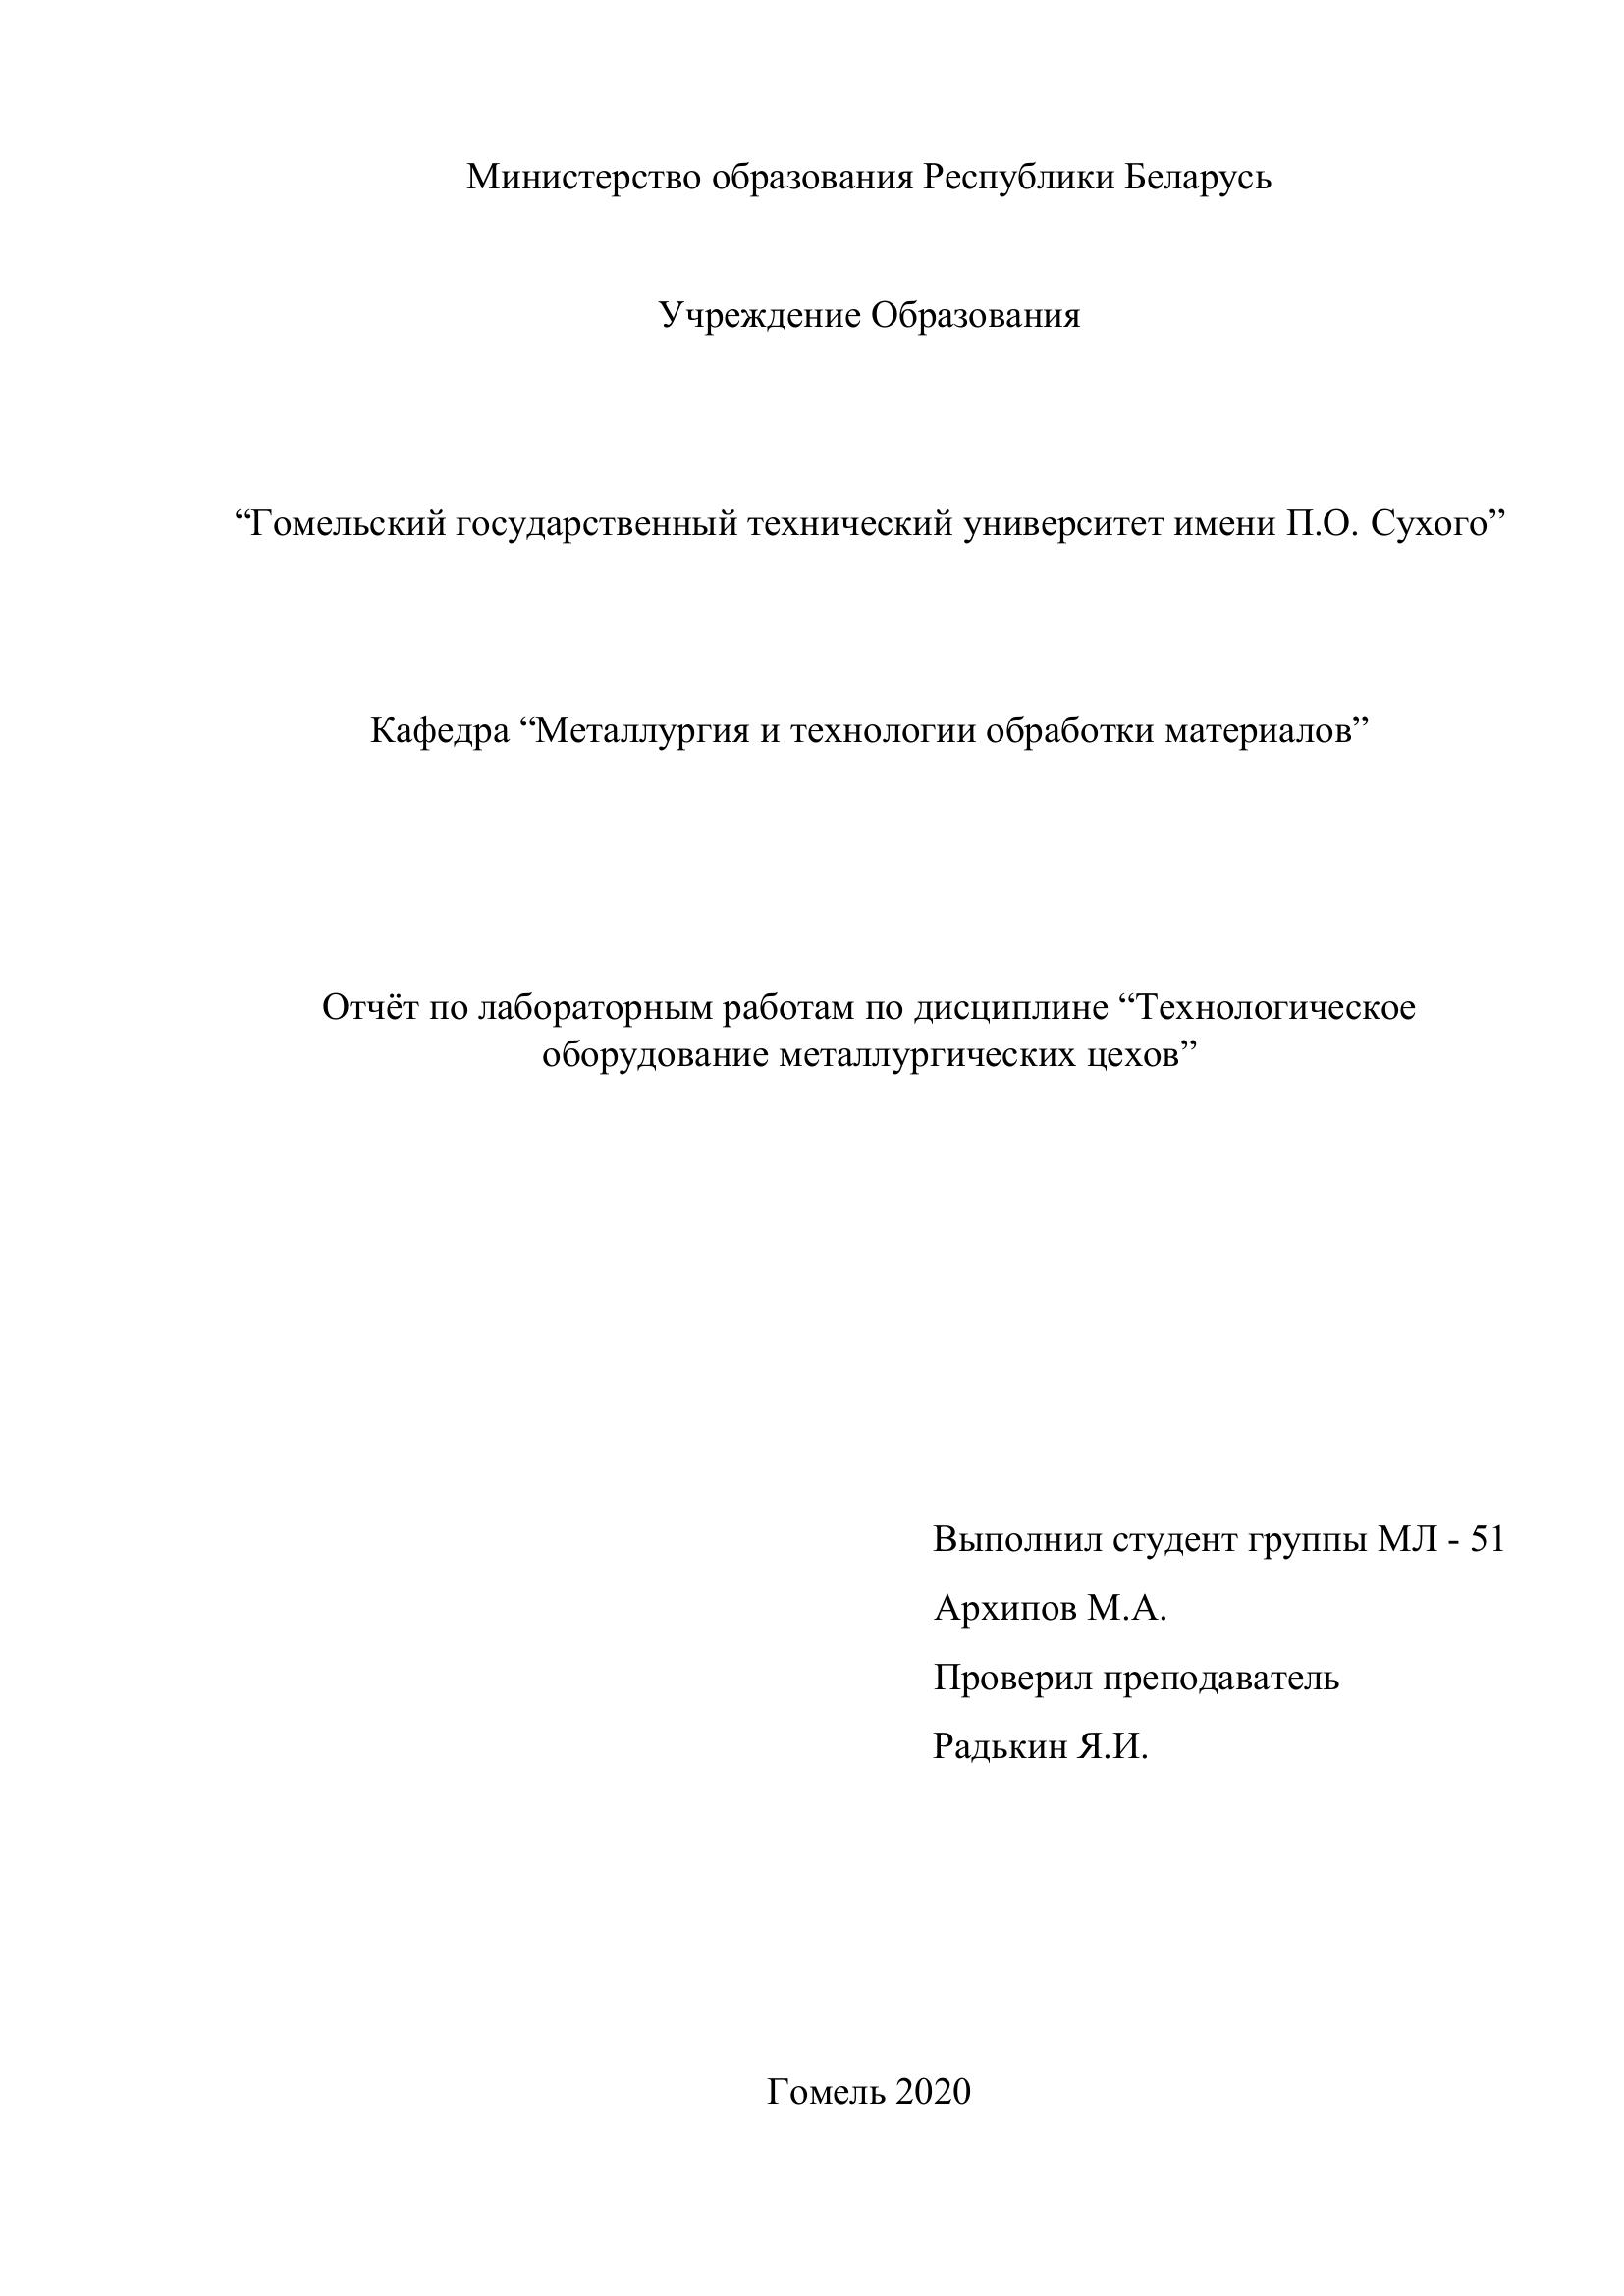 Министерство образования Республики Беларусь
Учреждение Образования
“Гомельский государственный технический университет имени П.О. Сухого”
Кафедра “Металлургия и технологии обработки материалов”
Отчёт по лабораторным работам по дисциплине “Технологическое
оборудование металлургических цехов”
Выполнил студент группы МЛ - 51
Архипов М.А.
Проверил преподаватель
Радькин Я.И.
Гомель 2020